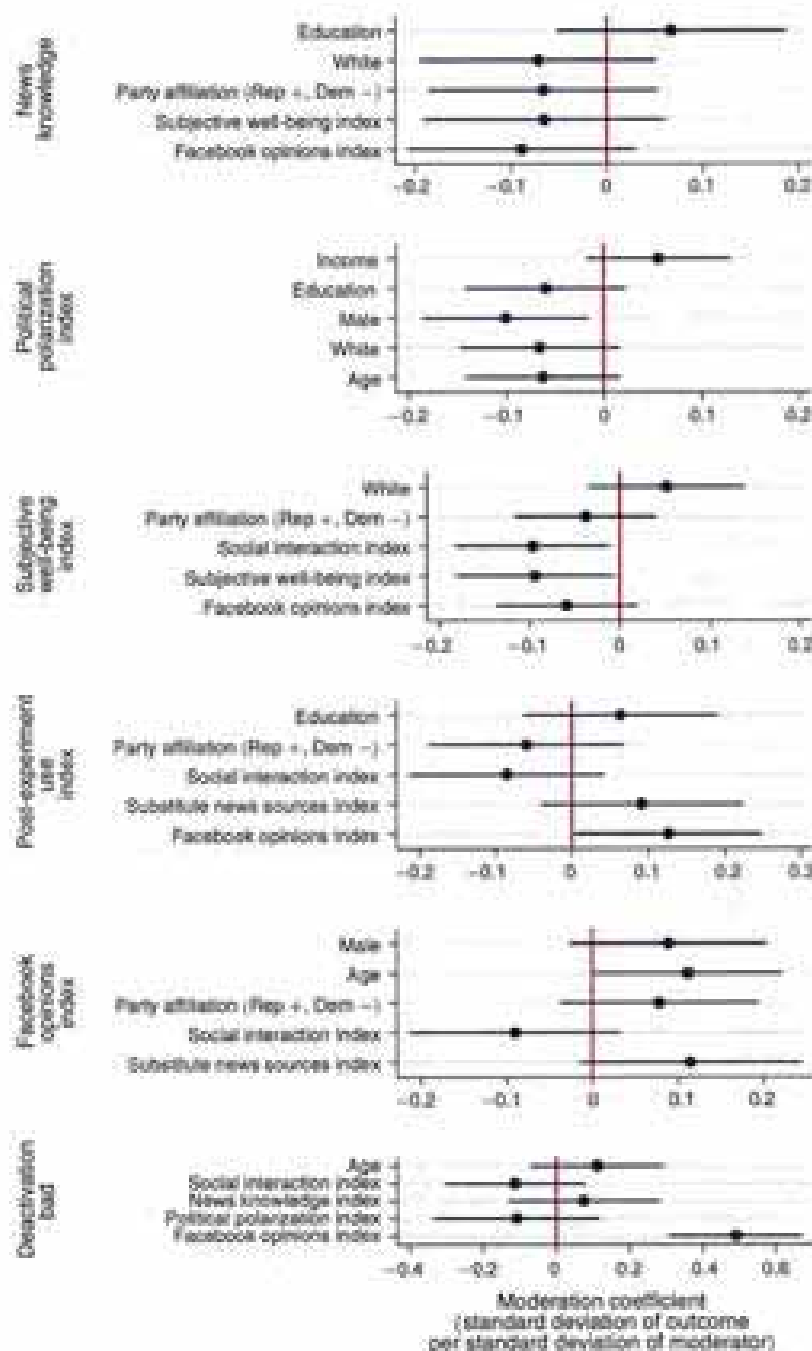 News
knowledge
Education
White
Party affiliation (Rep +, Dem −)
Subjective well-being index
Facebook opinions index
−0.2 −0.1 0 0.1 0.2
Political
polarization
index
Income
Education
Male
White
Age
−0.2 −0.1 0 0.1 0.2
Subjective
well-being
index
White
Party affiliation (Rep +, Dem −)
Social interaction index
Subjective well-being index
Facebook opinions index
−0.2 −0.1 0 0.1 0.2
Post-experiment
use
index
Education
Party affiliation (Rep +, Dem −)
Social interaction index
Substitute news sources index
Facebook opinions index
−0.2 −0.1 0 0.1 0.2 0.3
Facebook
opinions
index
Male
Age
Party affiliation (Rep +, Dem −)
Social interaction index
Substitute news sources index
−0.2 −0.1 0 0.1 0.2
Deactivation
bad
Age
Social interaction index
News knowledge index
Political polarization index
Facebook opinions index
−0.4 −0.2 0 0.2 0.4 0.6
Moderation coefficient
(standard deviation of outcome
per standard deviation of moderator)